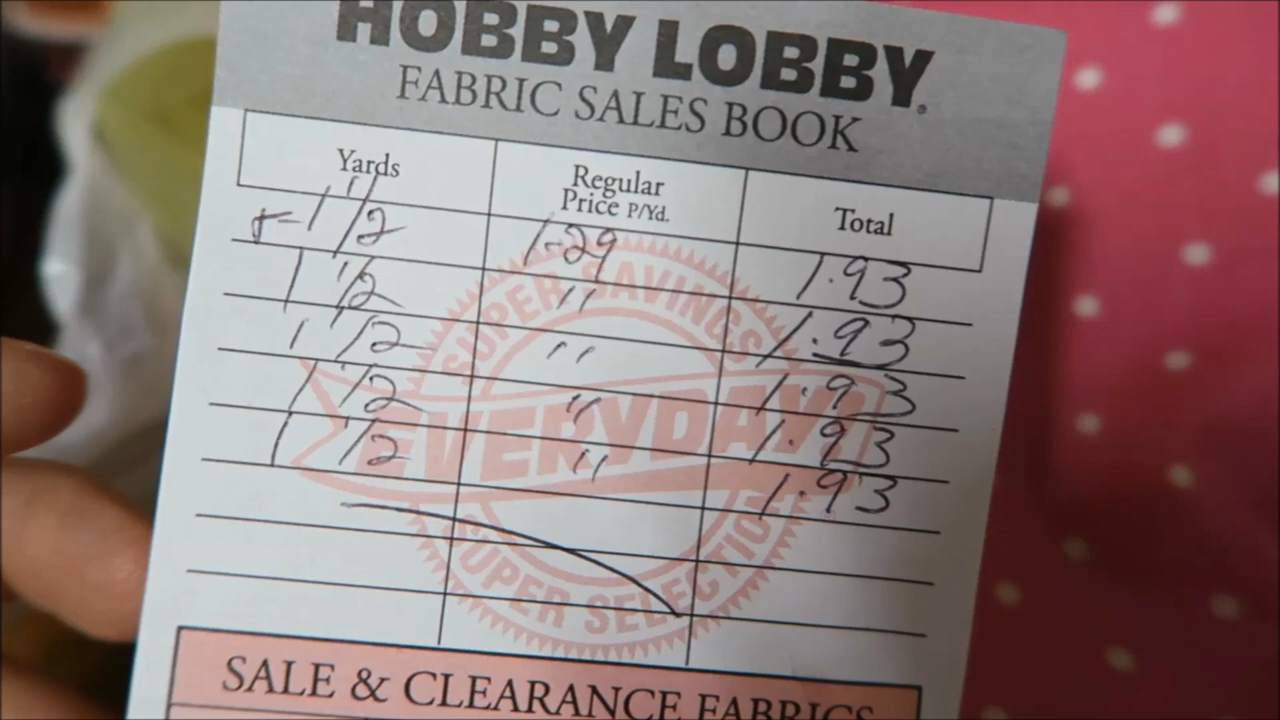 HOBBY LOBBY.
FABRIC SALES BOOK
Yards Regular Price P/Yd. Total
1 1/2 1-29 1.93
1 1/2 " 1.93
1 1/2 " 1.93
1 1/2 " 1.93
1 1/2 " 1.93
SUPER SAVINGS
EVERYDAY!
SUPER SELECTION
SALE & CLEARANCE FABRICS